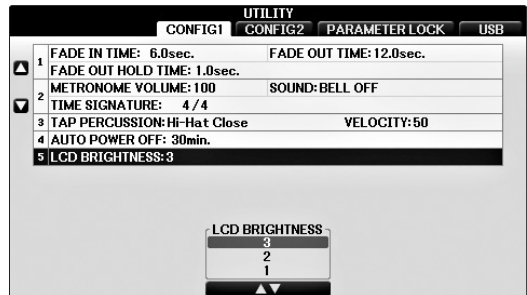 UTILITY
CONFIG1 CONFIG2 PARAMETER LOCK USB
1 FADE IN TIME: 6.0sec. FADE OUT TIME:12.0sec.
FADE OUT HOLD TIME: 1.0sec.
2 METRONOME VOLUME:100 SOUND:BELL OFF
TIME SIGNATURE: 4/4
3 TAP PERCUSSION:Hi-Hat Close VELOCITY:50
4 AUTO POWER OFF: 30min.
5 LCD BRIGHTNESS:3
LCD BRIGHTNESS
3
2
1